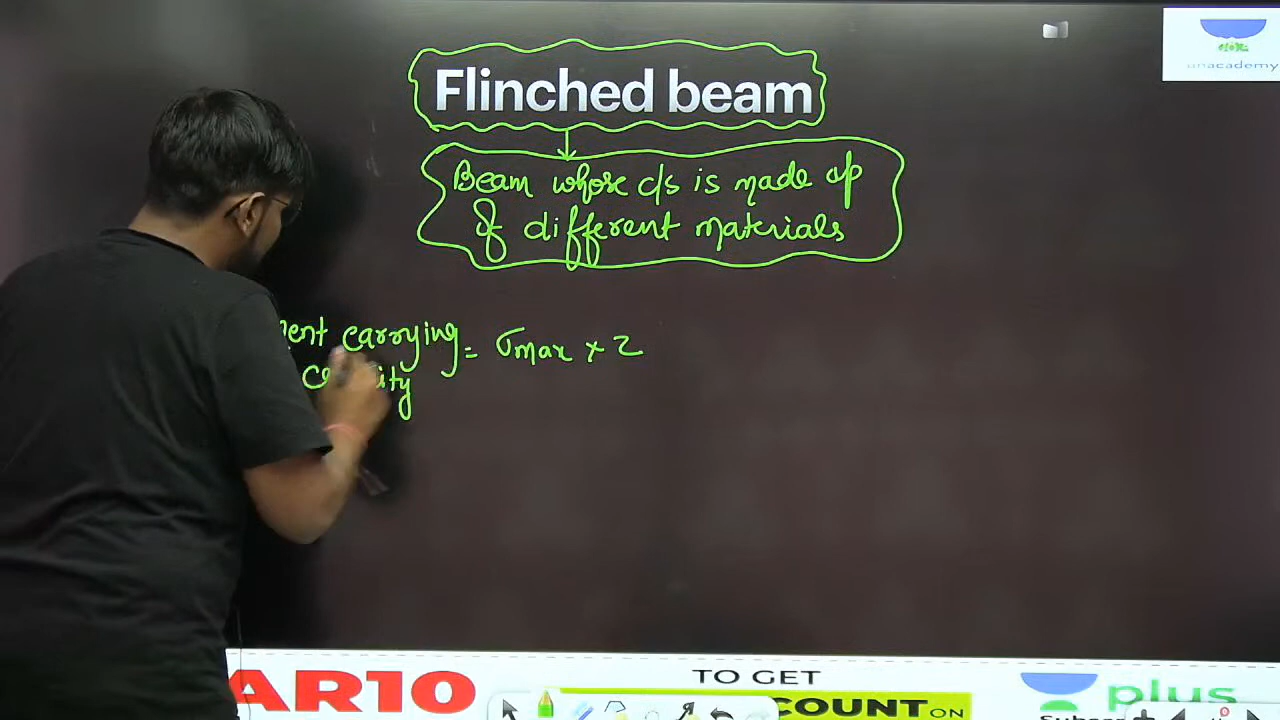 unacademy
Flinched beam
Beam whose c/s is made up
of different materials
carrying = σmax × Z
AR10
TO GET
COUNT ON
plus